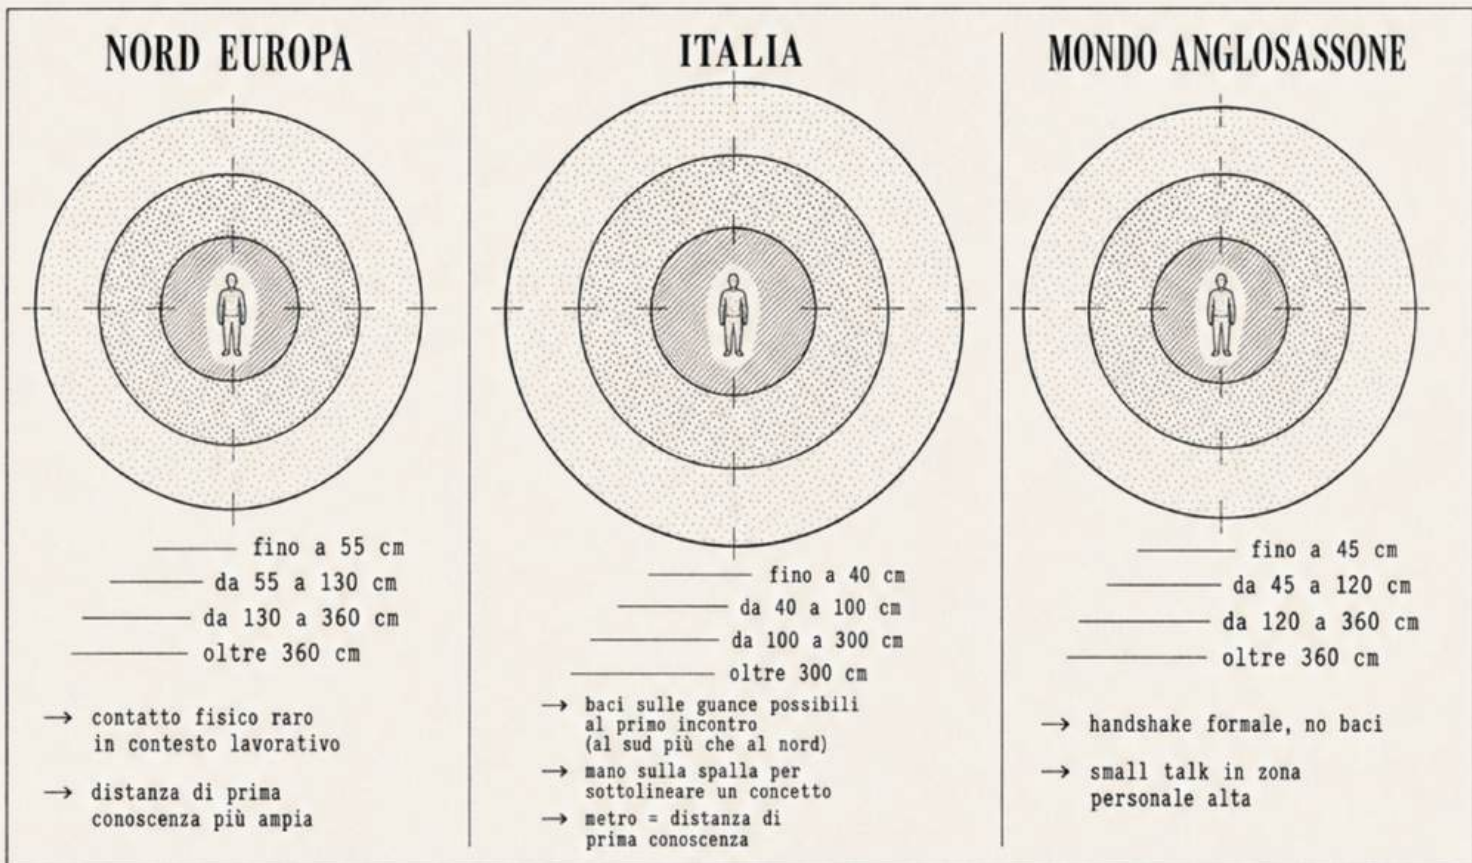 NORD EUROPA
fino a 55 cm
da 55 a 130 cm
da 130 a 360 cm
oltre 360 cm
→ contatto fisico raro
in contesto lavorativo
→ distanza di prima
conoscenza più ampia
ITALIA
fino a 40 cm
da 40 a 100 cm
da 100 a 300 cm
oltre 300 cm
→ baci sulle guance possibili
al primo incontro
(al sud più che al nord)
→ mano sulla spalla per
sottolineare un concetto
→ metro = distanza di
prima conoscenza
MONDO ANGLOSASSONE
fino a 45 cm
da 45 a 120 cm
da 120 a 360 cm
oltre 360 cm
→ handshake formale, no baci
→ small talk in zona
personale alta